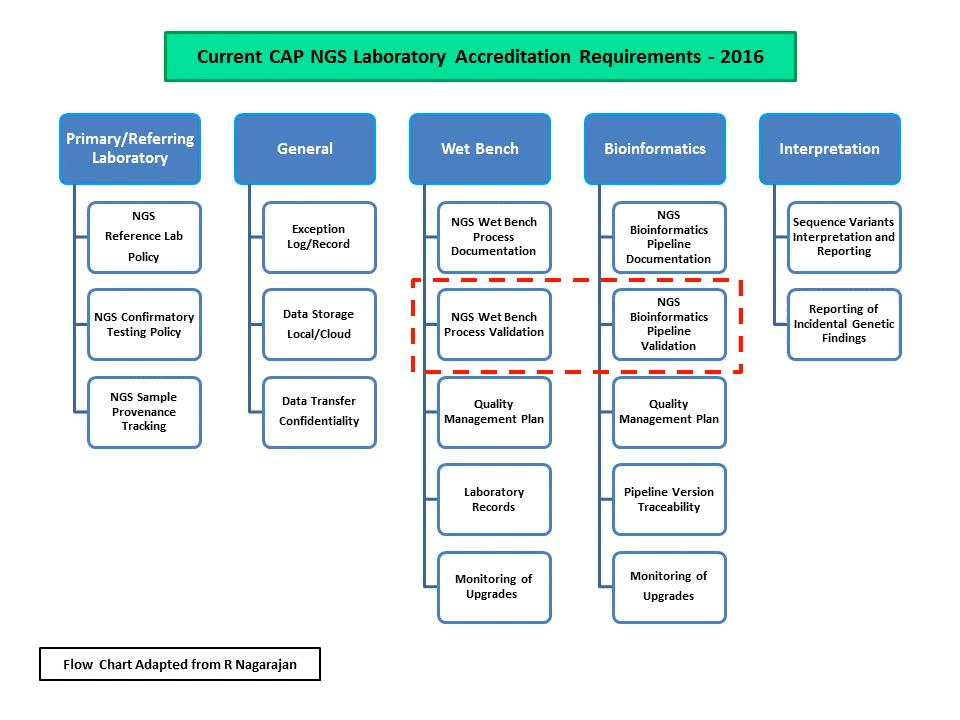 Current CAP NGS Laboratory Accreditation Requirements - 2016
Primary/Referring
Laboratory
NGS
Reference Lab
Policy
NGS Confirmatory
Testing Policy
NGS Sample
Provenance
Tracking
General
Exception
Log/Record
Data Storage
Local/Cloud
Data Transfer
Confidentiality
Wet Bench
NGS Wet Bench
Process
Documentation
NGS Wet Bench
Process Validation
Quality
Management Plan
Laboratory
Records
Monitoring of
Upgrades
Bioinformatics
NGS
Bioinformatics
Pipeline
Documentation
NGS
Bioinformatics
Pipeline
Validation
Quality
Management Plan
Pipeline Version
Traceability
Monitoring of
Upgrades
Interpretation
Sequence Variants
Interpretation and
Reporting
Reporting of
Incidental Genetic
Findings
Flow Chart Adapted from R Nagarajan